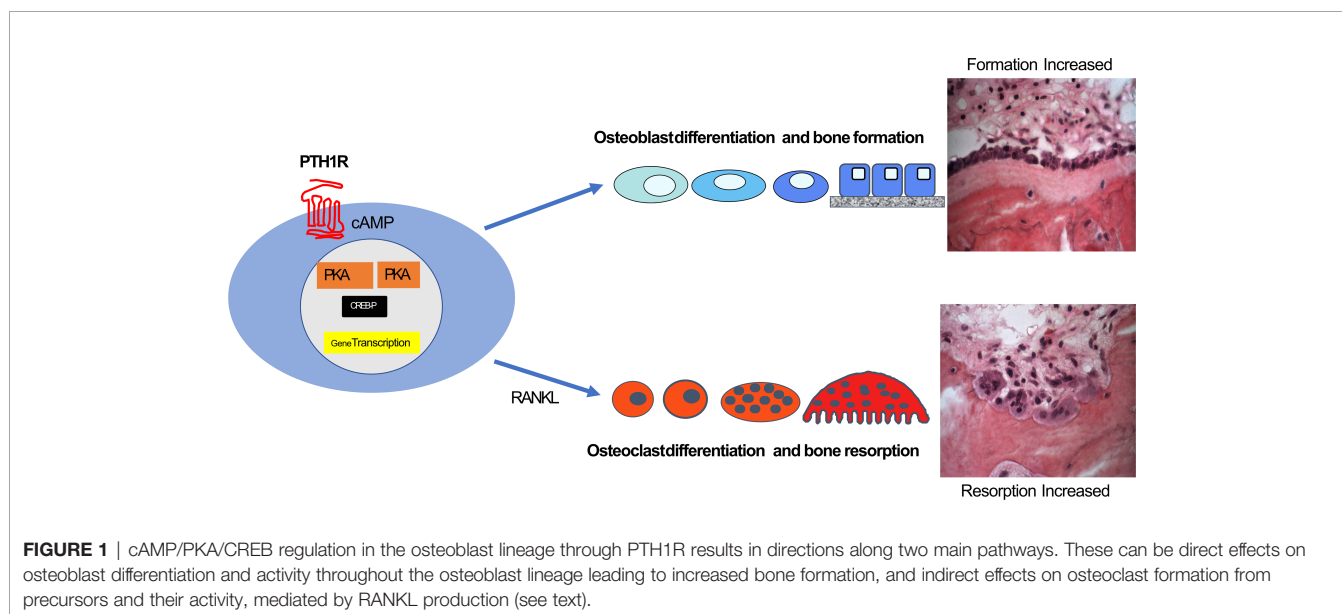 Formation Increased
Osteoblastdifferentiation and bone formation
PTH1R
cAMP
PKA PKA
CREB-P
GeneTranscription
RANKL
Osteoclastdifferentiation and bone resorption
Resorption Increased
FIGURE 1 | cAMP/PKA/CREB regulation in the osteoblast lineage through PTH1R results in directions along two main pathways. These can be direct effects on
osteoblast differentiation and activity throughout the osteoblast lineage leading to increased bone formation, and indirect effects on osteoclast formation from
precursors and their activity, mediated by RANKL production (see text).